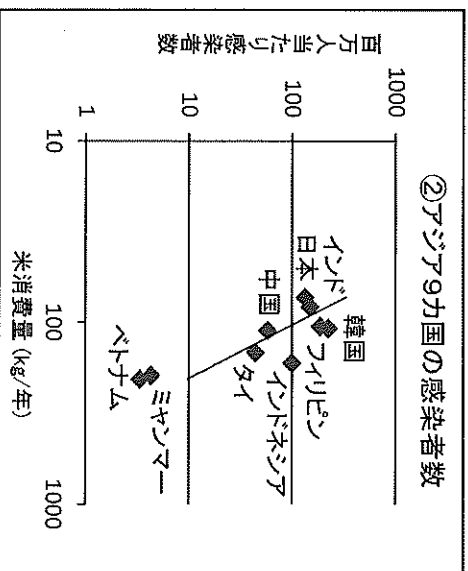 ②アジア9カ国の感染者数
百万人当たり感染者数
1000
100
10
1
インド
日本
韓国
フィリピン
中国
タイ
インドネシア
ミャンマー
ベトナム
10
100
1000
米消費量(kg/年)